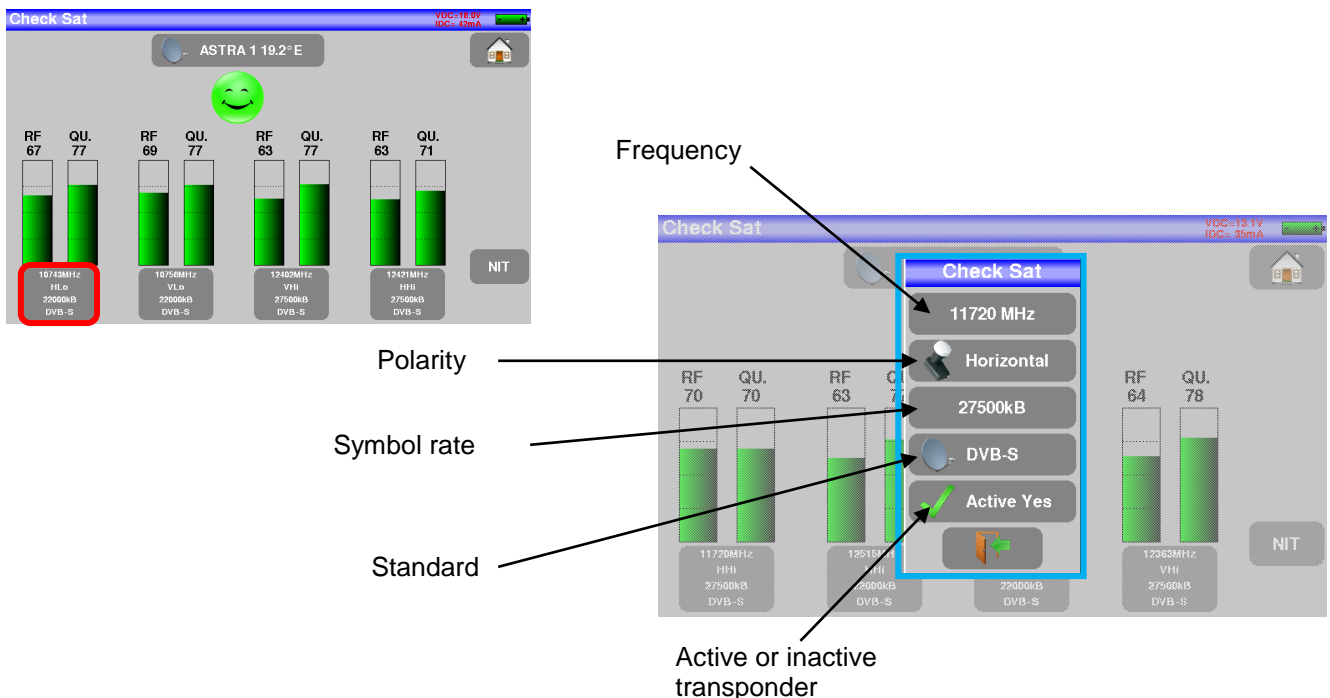 Check Sat
VDC=18.0V
IDC= 42mA
ASTRA 1 19.2°E
RF QU. RF QU. RF QU. RF QU.
67 77 69 77 63 77 63 71
10743MHz 10758MHz 12402MHz 12421MHz
HLo VLo VHi HHi
22000kB 22000kB 27500kB 27500kB
DVB-S DVB-S DVB-S DVB-S
NIT
Frequency
Polarity
Symbol rate
Standard
Active or inactive
transponder
Check Sat
VDC=13.1V
IDC= 35mA
Check Sat
11720 MHz
Horizontal
27500kB
DVB-S
Active Yes
RF QU. RF RF QU.
70 70 63 64 78
11720MHz 12363MHz
HHi HHi VHi
27500kB 22000kB 22000kB 27500kB
DVB-S DVB-S DVB-S DVB-S
NIT